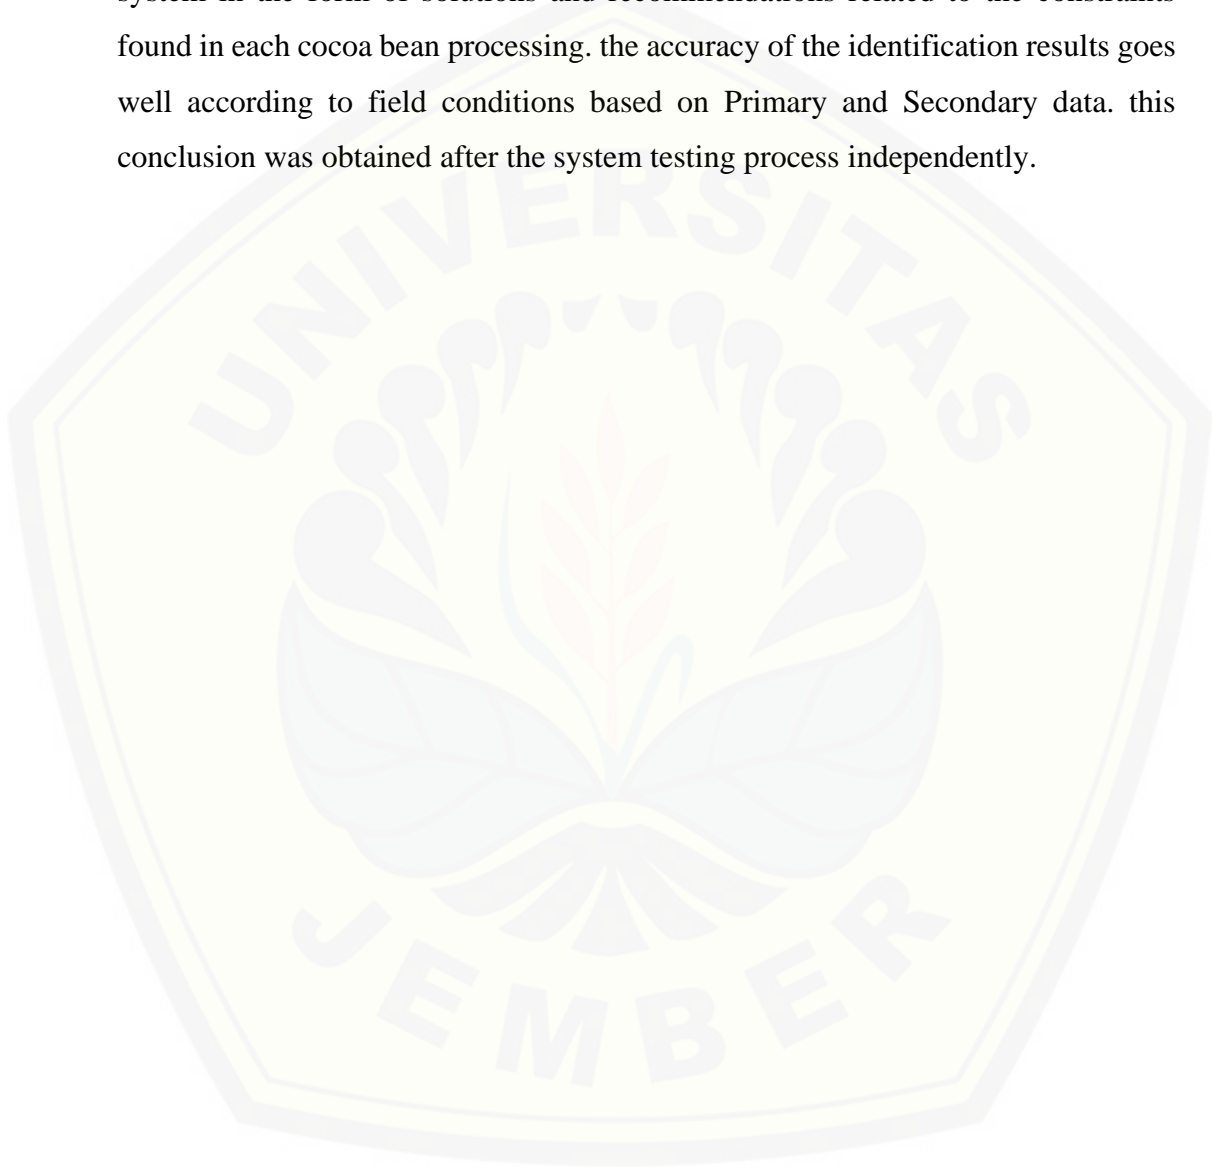 system in the form of solutions and recommendations related to the constraints
found in each cocoa bean processing. the accuracy of the identification results goes
well according to field conditions based on Primary and Secondary data. this
conclusion was obtained after the system testing process independently.
UNIVERSITAS
JEMBER